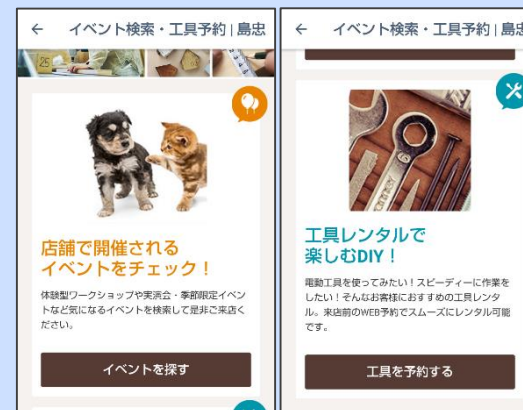 ← イベント検索・工具予約 | 島忠
25
店舗で開催される
イベントをチェック！
体験型ワークショップや実演会・季節限定イベン
トなど気になるイベントを検索して是非ご来店く
ださい。
イベントを探す
← イベント検索・工具予約 | 島忠
工具レンタルで
楽しむDIY！
電動工具を使ってみたい！スピーディーに作業を
したい！そんなお客様におすすめの工具レンタ
ル。来店前のWEB予約でスムーズにレンタル可能
です。
工具を予約する